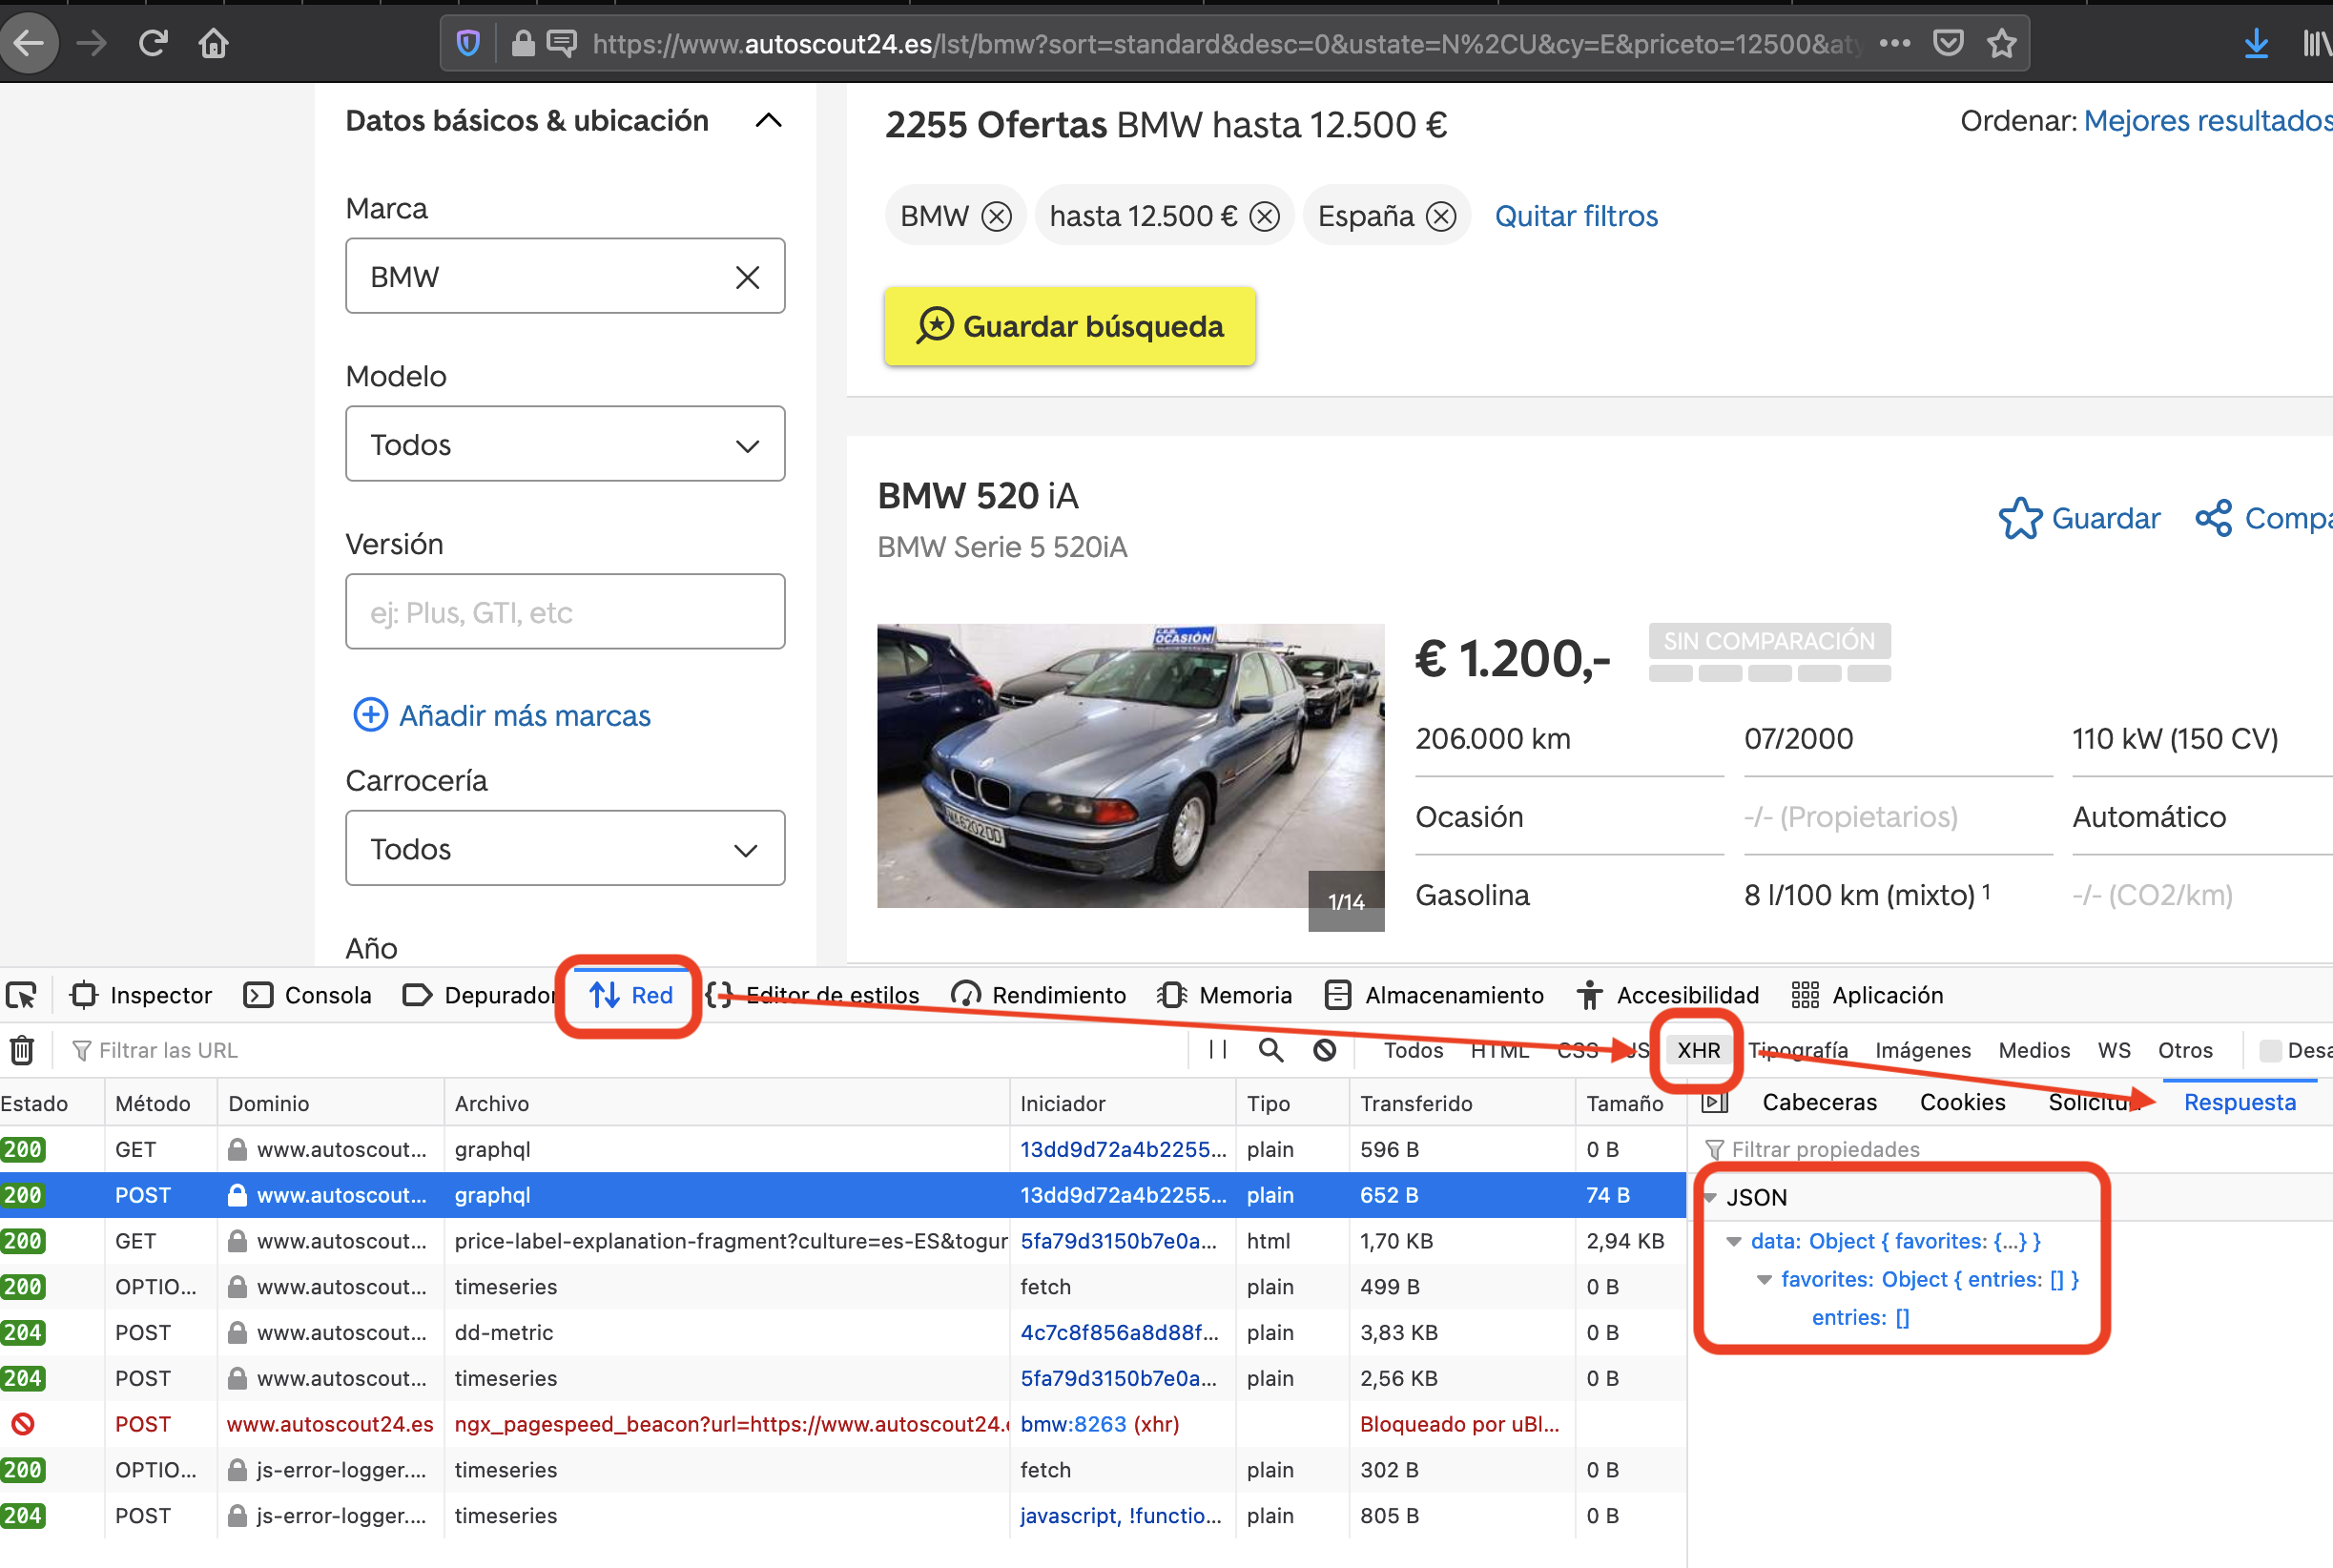 https://www.autoscout24.es/lst/bmw?sort=standard&desc=0&ustate=N%2CU&cy=E&priceto=12500&aty
Datos básicos & ubicación
Marca
BMW
Modelo
Todos
Versión
ej: Plus, GTI, etc
Añadir más marcas
Carrocería
Todos
Año
2255 Ofertas BMW hasta 12.500 €
Ordenar: Mejores resultados
BMW
hasta 12.500 €
España
Quitar filtros
Guardar búsqueda
BMW 520 iA
BMW Serie 5 520iA
Guardar
Compa
OCASIÓN
1/14
€ 1.200,-
SIN COMPARACIÓN
206.000 km 07/2000 110 kW (150 CV)
Ocasión -/- (Propietarios) Automático
Gasolina 8 l/100 km (mixto) 1 -/- (CO2/km)
Inspector Consola Depurador Red Editor de estilos Rendimiento Memoria Almacenamiento Accesibilidad Aplicación
Filtrar las URL Todos HTML CSS JS XHR Tipografía Imágenes Medios WS Otros Desa
Estado Método Dominio Archivo Iniciador Tipo Transferido Tamaño
200 GET www.autoscout... graphql 13dd9d72a4b2255... plain 596 B 0 B
200 POST www.autoscout... graphql 13dd9d72a4b2255... plain 652 B 74 B
200 GET www.autoscout... price-label-explanation-fragment?culture=es-ES&togur 5fa79d3150b7e0a... html 1,70 KB 2,94 KB
200 OPTIO... www.autoscout... timeseries fetch plain 499 B 0 B
204 POST www.autoscout... dd-metric 4c7c8f856a8d88f... plain 3,83 KB 0 B
204 POST www.autoscout... timeseries 5fa79d3150b7e0a... plain 2,56 KB 0 B
POST www.autoscout24.es ngx_pagespeed_beacon?url=https://www.autoscout24. bmw:8263 (xhr) Bloqueado por uBl...
200 OPTIO... js-error-logger.... timeseries fetch plain 302 B 0 B
204 POST js-error-logger.... timeseries javascript, !functio... plain 805 B 0 B
Cabeceras Cookies Solicitud Respuesta
Filtrar propiedades
JSON
data: Object { favorites: {...} }
favorites: Object { entries: [] }
entries: []